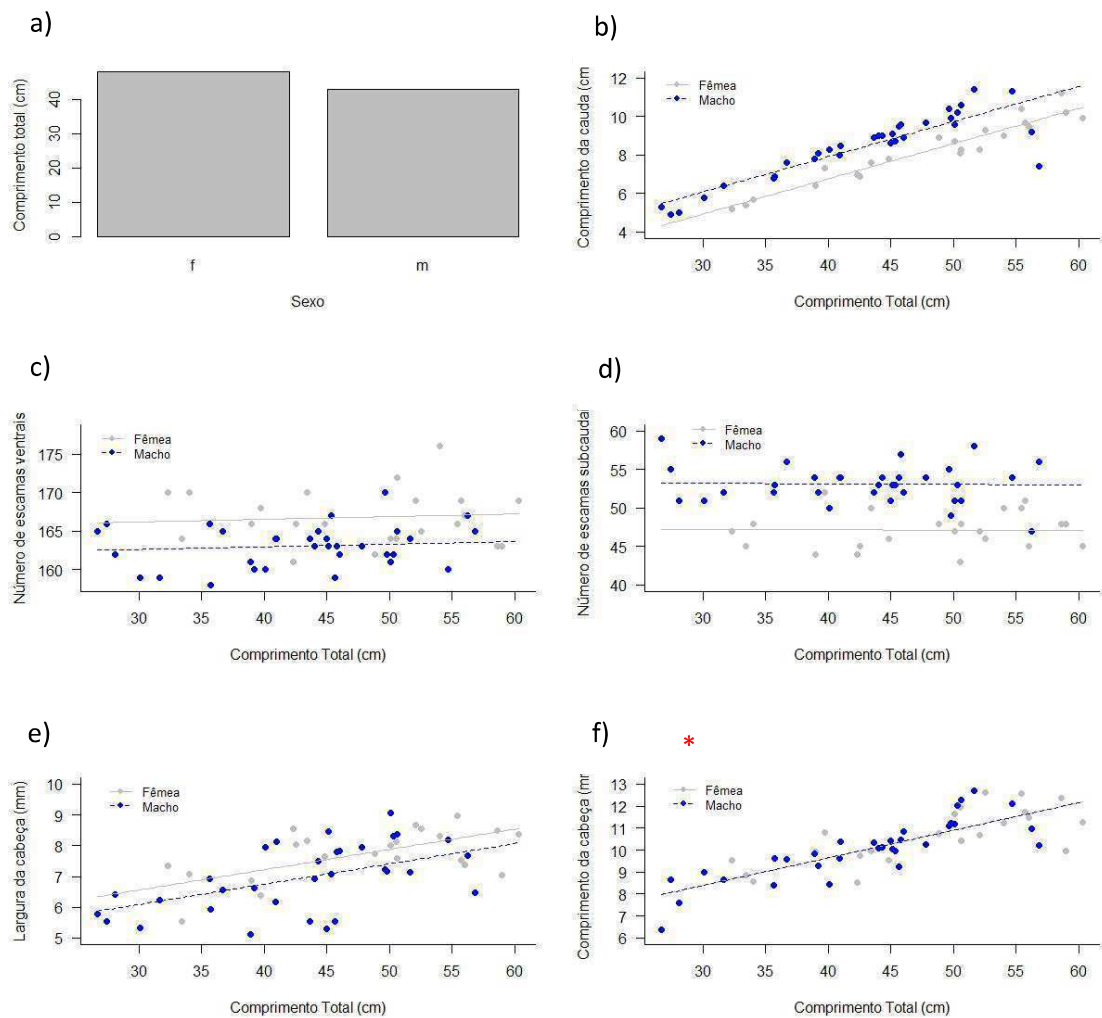 a)
Comprimento total (cm)
0 10 20 30 40
f m
Sexo
b)
Comprimento da cauda (cm
12
10
8
6
4
Fêmea
Macho
30 35 40 45 50 55 60
Comprimento Total (cm)
c)
Número de escamas ventrais
175
170
165
160
Fêmea
Macho
30 35 40 45 50 55 60
Comprimento Total (cm)
d)
Número de escamas subcaudai
60
55
50
45
40
Fêmea
Macho
30 35 40 45 50 55 60
Comprimento Total (cm)
e)
Largura da cabeça (mm)
10
9
8
7
6
5
Fêmea
Macho
30 35 40 45 50 55 60
Comprimento Total (cm)
f)
*
Comprimento da cabeça (mr
13
12
11
10
9
8
7
6
Fêmea
Macho
30 35 40 45 50 55 60
Comprimento Total (cm)